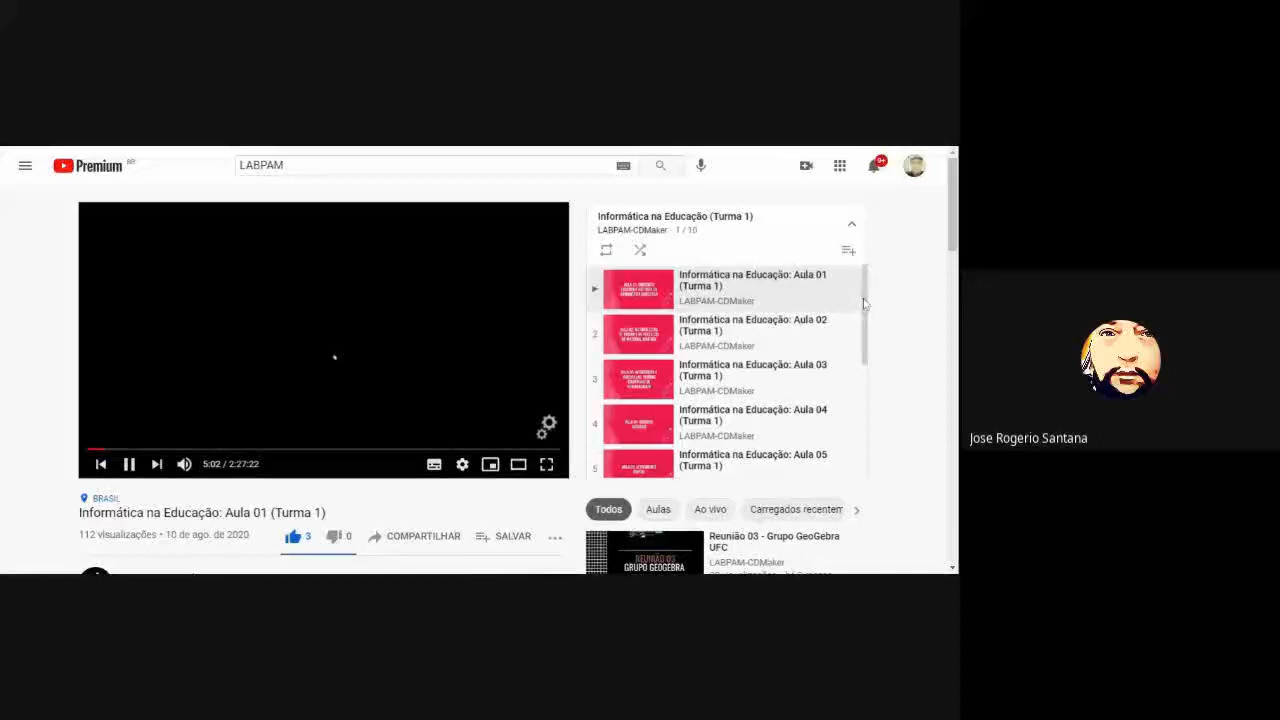 Premium BR
LABPAM
9+
Informática na Educação (Turma 1)
LABPAM-CDMaker · 1 / 10
Informática na Educação: Aula 01
(Turma 1)
LABPAM-CDMaker
2
Informática na Educação: Aula 02
(Turma 1)
LABPAM-CDMaker
3
Informática na Educação: Aula 03
(Turma 1)
LABPAM-CDMaker
4
Informática na Educação: Aula 04
(Turma 1)
LABPAM-CDMaker
5
Informática na Educação: Aula 05
(Turma 1)
5:02 / 2:27:22
BRASIL
Informática na Educação: Aula 01 (Turma 1)
112 visualizações • 10 de ago. de 2020
3
0
COMPARTILHAR
SALVAR
Todos
Aulas
Ao vivo
Carregados recentem
REUNIÃO 03
GRUPO GEOGEBRA
Reunião 03 - Grupo GeoGebra
UFC
LABPAM-CDMaker
Jose Rogerio Santana